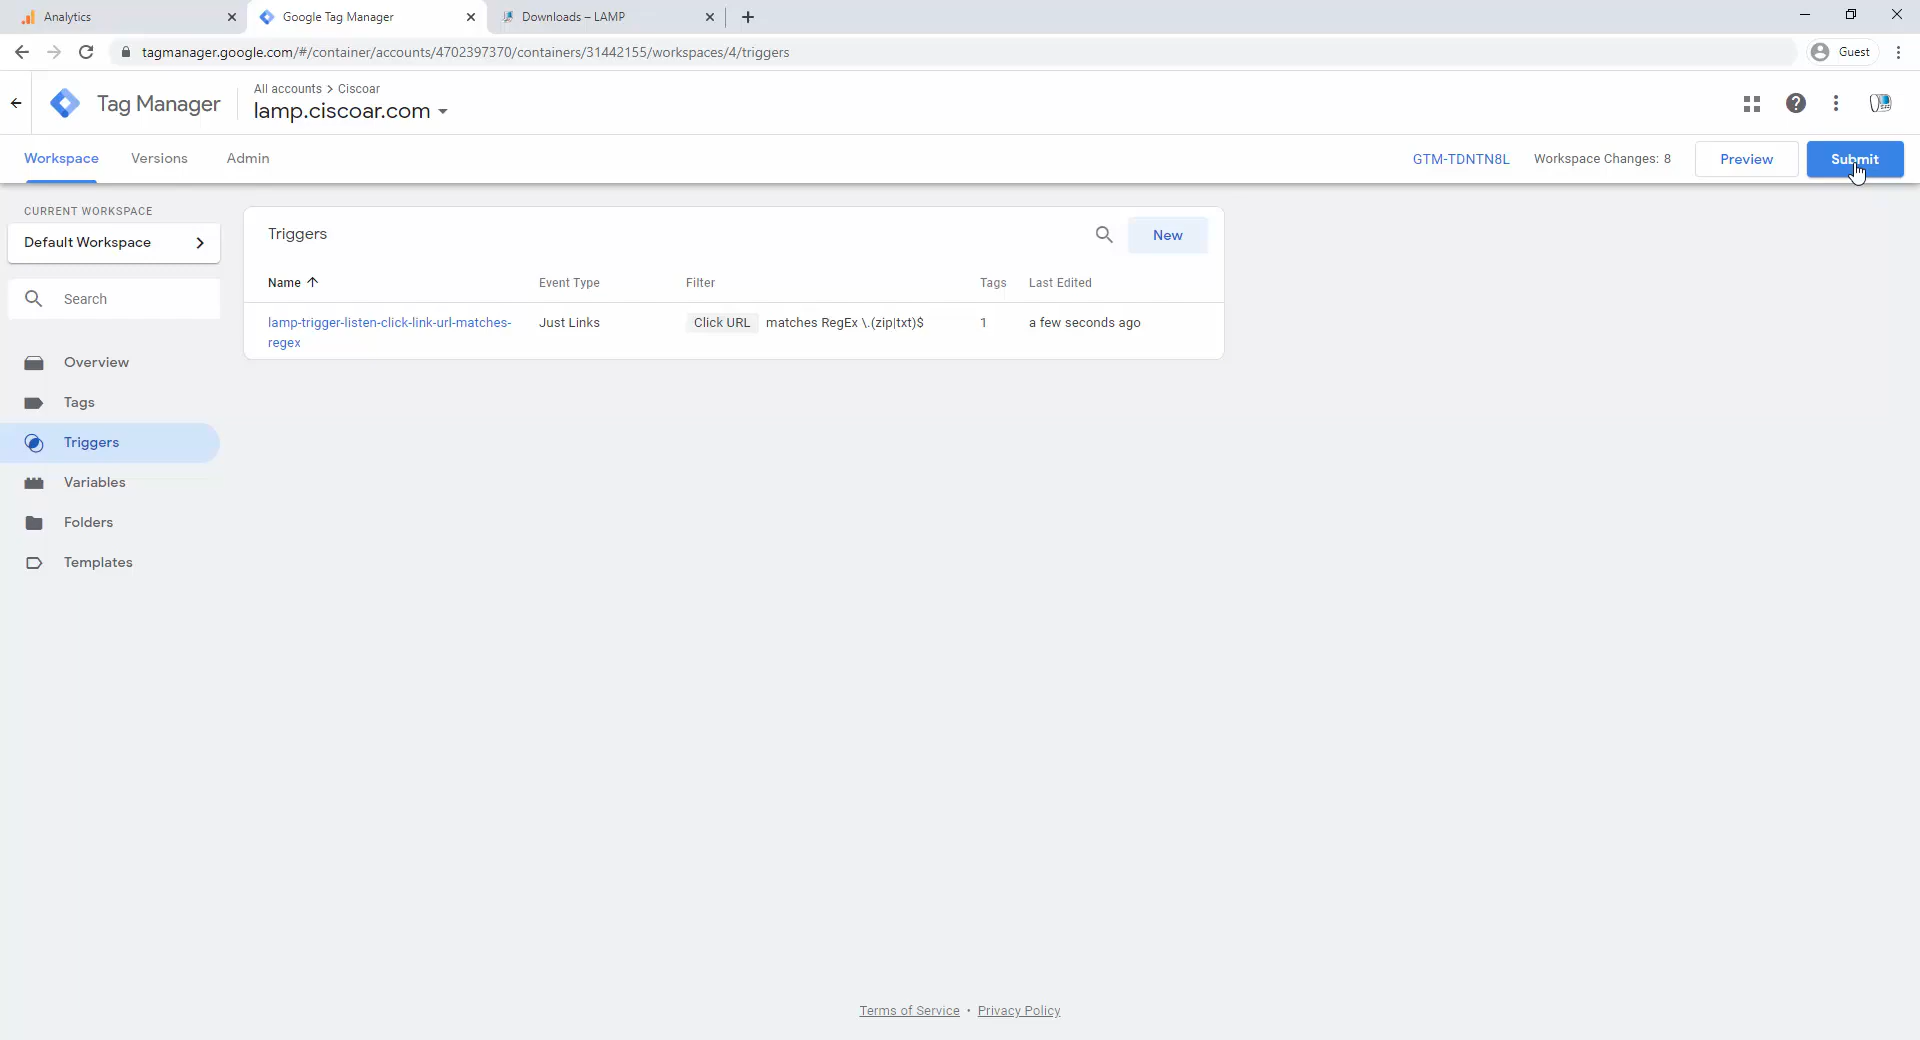 Analytics
Google Tag Manager
Downloads – LAMP
tagmanager.google.com/#/container/accounts/4702397370/containers/31442155/workspaces/4/triggers
Guest
Tag Manager
All accounts > Ciscoar
lamp.ciscoar.com
Workspace
Versions
Admin
GTM-TDNTN8L
Workspace Changes: 8
Preview
Submit
CURRENT WORKSPACE
Default Workspace
Search
Overview
Tags
Triggers
Variables
Folders
Templates
Triggers
New
Name Event Type Filter Tags Last Edited
lamp-trigger-listen-click-link-url-matches-
regex
Just Links
Click URL matches RegEx \.(zip|txt)$
1
a few seconds ago
Terms of Service • Privacy Policy